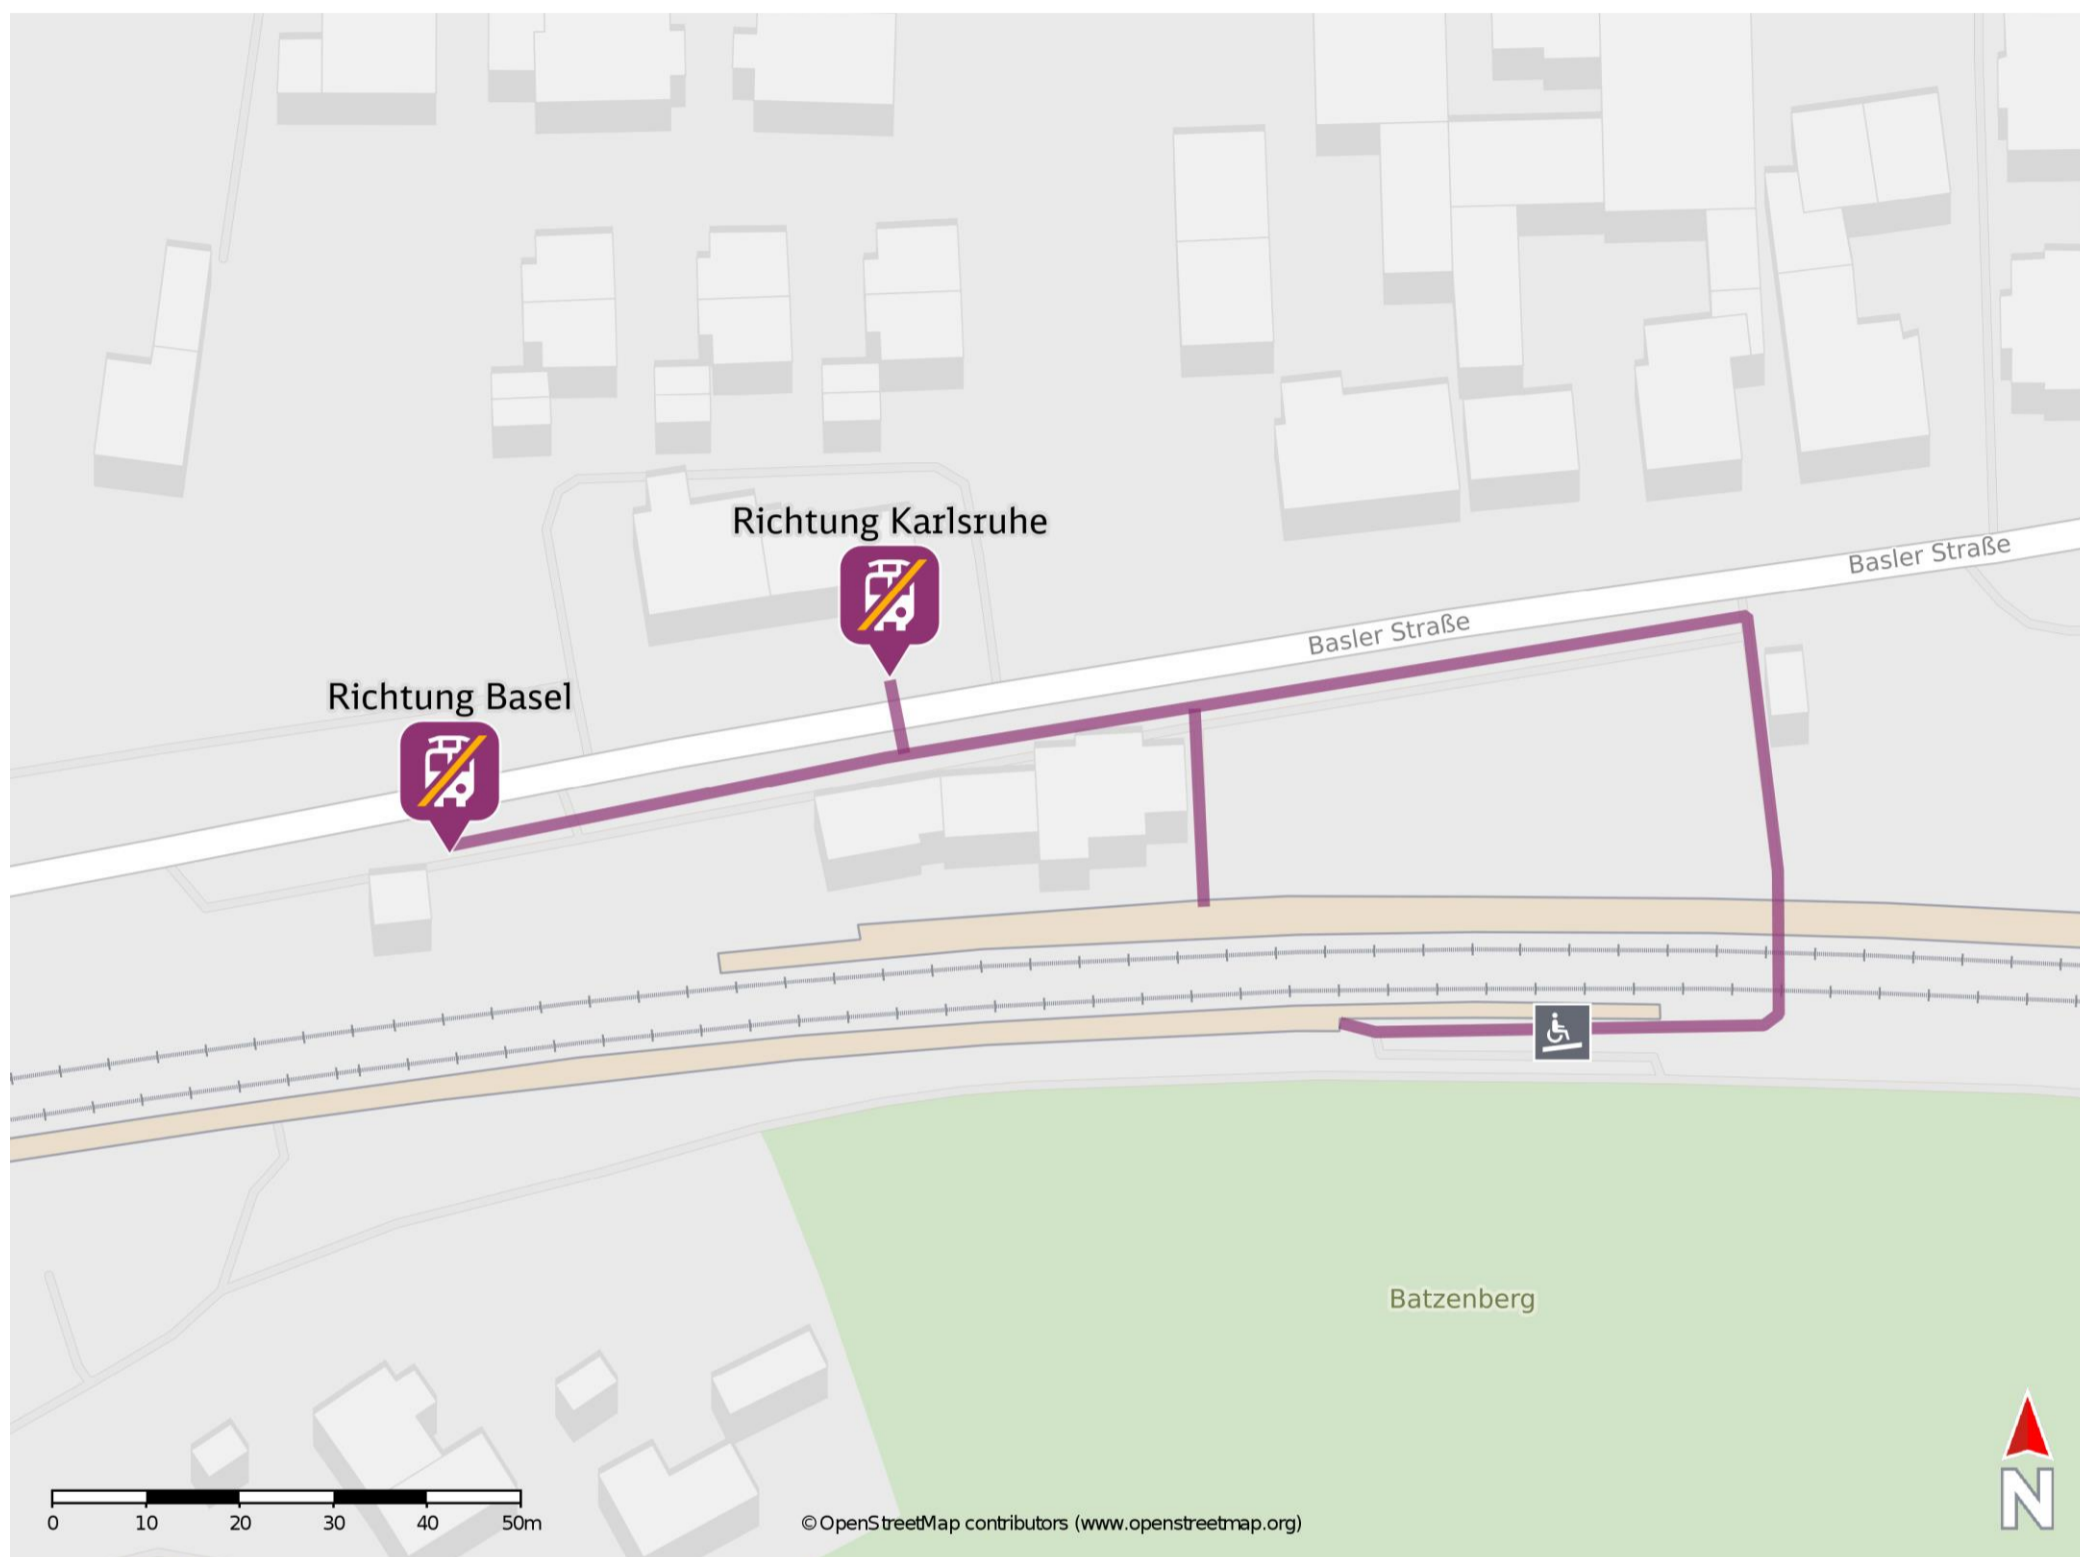 Richtung Karlsruhe
Basler Straße
Basler Straße
Richtung Basel
Batzenberg
N
0 10 20 30 40 50m
© OpenStreetMap contributors (www.openstreetmap.org)